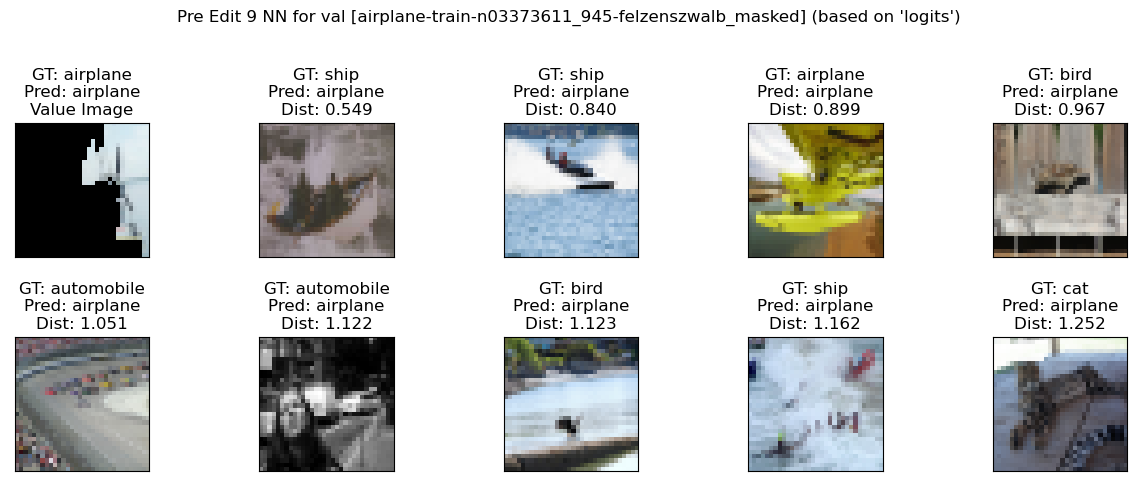 Pre Edit 9 NN for val [airplane-train-n03373611_945-felzenszwalb_masked] (based on 'logits')
GT: airplane
Pred: airplane
Value Image
GT: ship
Pred: airplane
Dist: 0.549
GT: ship
Pred: airplane
Dist: 0.840
GT: airplane
Pred: airplane
Dist: 0.899
GT: bird
Pred: airplane
Dist: 0.967
GT: automobile
Pred: airplane
Dist: 1.051
GT: automobile
Pred: airplane
Dist: 1.122
GT: bird
Pred: airplane
Dist: 1.123
GT: ship
Pred: airplane
Dist: 1.162
GT: cat
Pred: airplane
Dist: 1.252